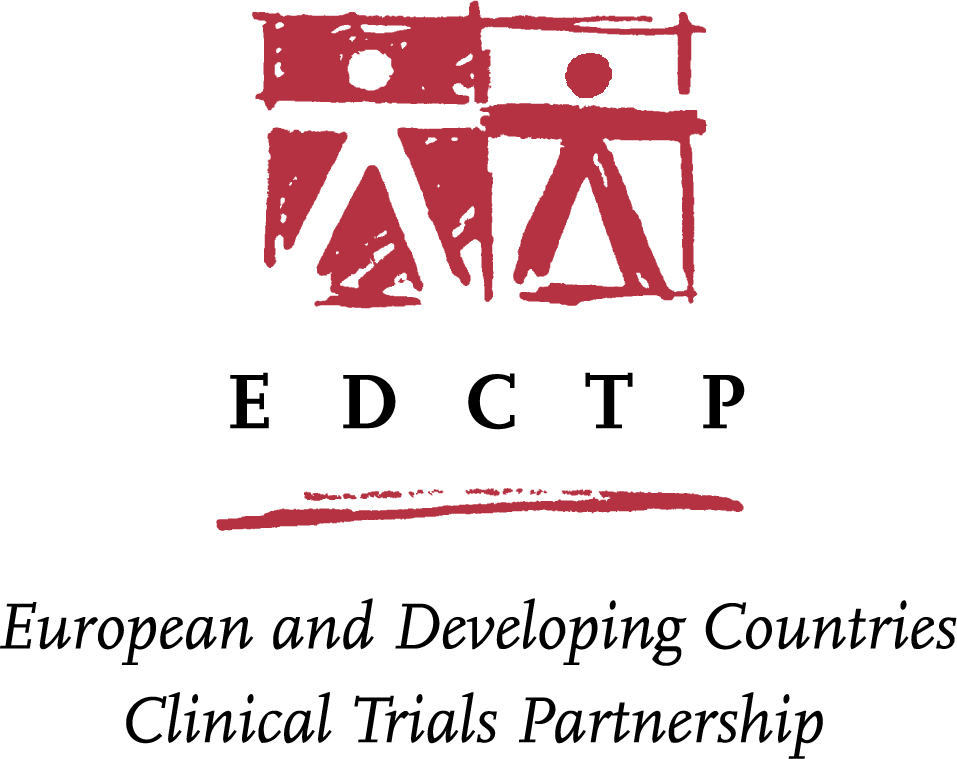 E D C T P
European and Developing Countries
Clinical Trials Partnership